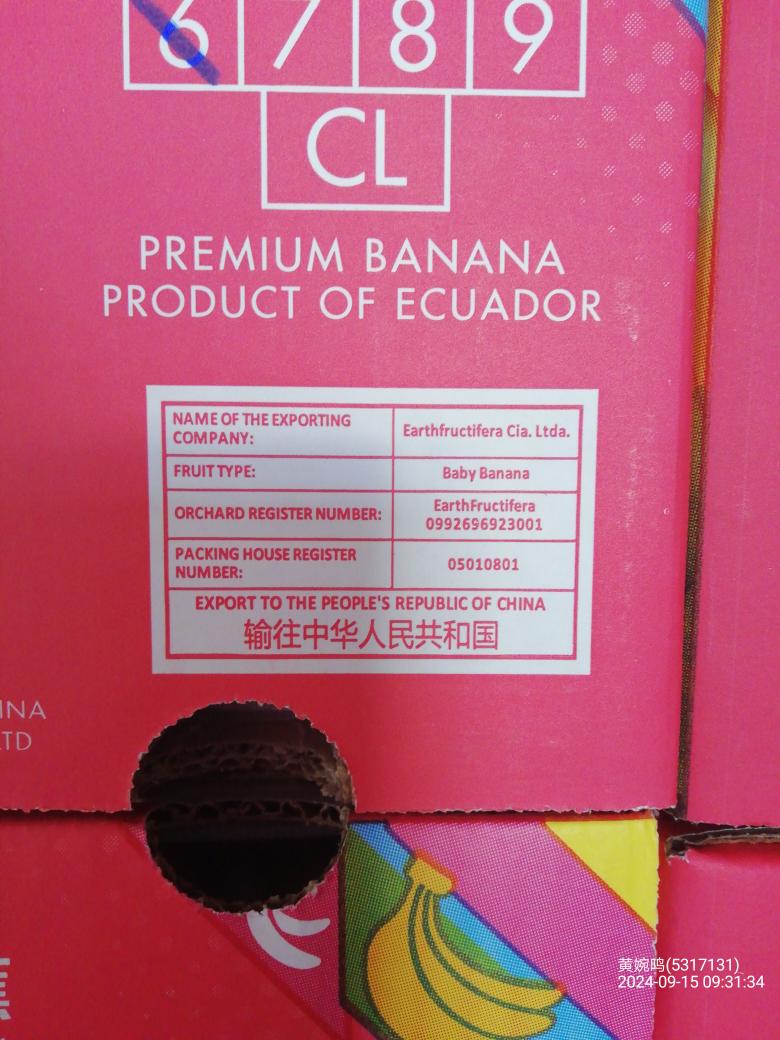 6 7 8 9
CL
PREMIUM BANANA
PRODUCT OF ECUADOR
NAME OF THE EXPORTING
COMPANY:
Earthfructifera Cia. Ltda.
FRUIT TYPE:
Baby Banana
ORCHARD REGISTER NUMBER:
EarthFructifera
0992696923001
PACKING HOUSE REGISTER
NUMBER:
05010801
EXPORT TO THE PEOPLE'S REPUBLIC OF CHINA
输往中华人民共和国
黄婉鸣(5317131)
2024-09-15 09:31:34